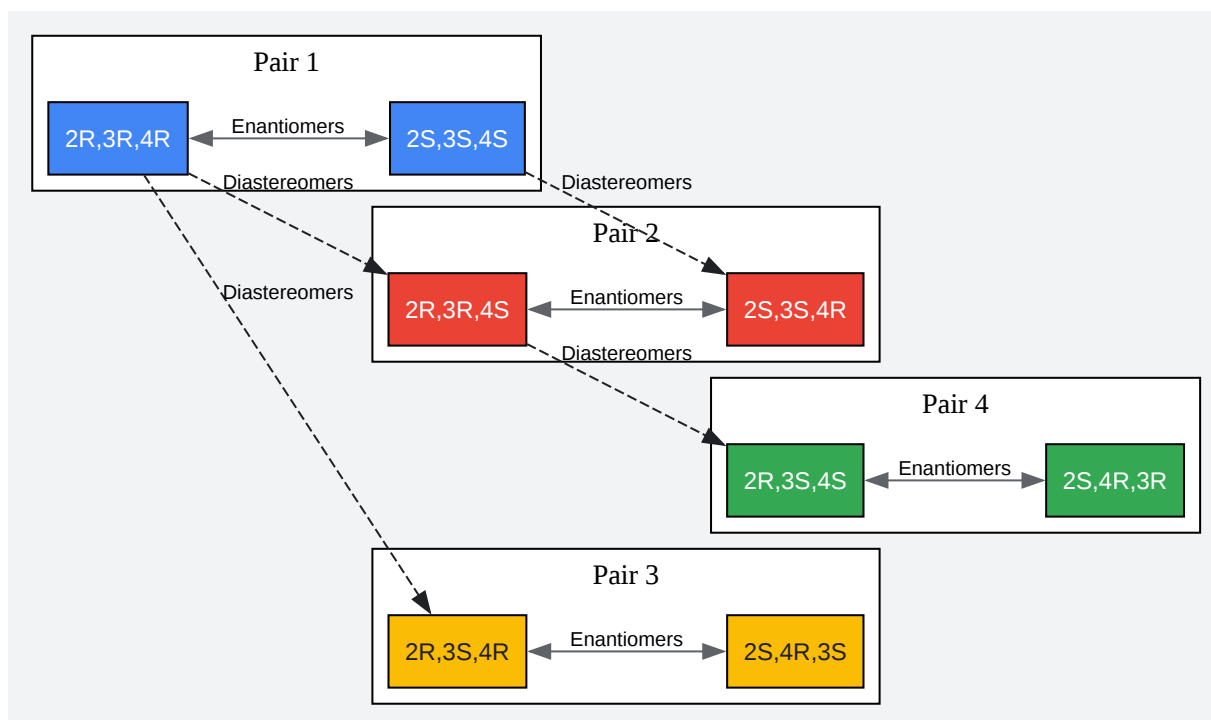 Pair 1
2R,3R,4R
Enantiomers
2S,3S,4S
Diastereomers
Diastereomers
Pair 2
Diastereomers
2R,3R,4S
Enantiomers
2S,3S,4R
Diastereomers
Pair 4
2R,3S,4S
Enantiomers
2S,4R,3R
Pair 3
2R,3S,4R
Enantiomers
2S,4R,3S